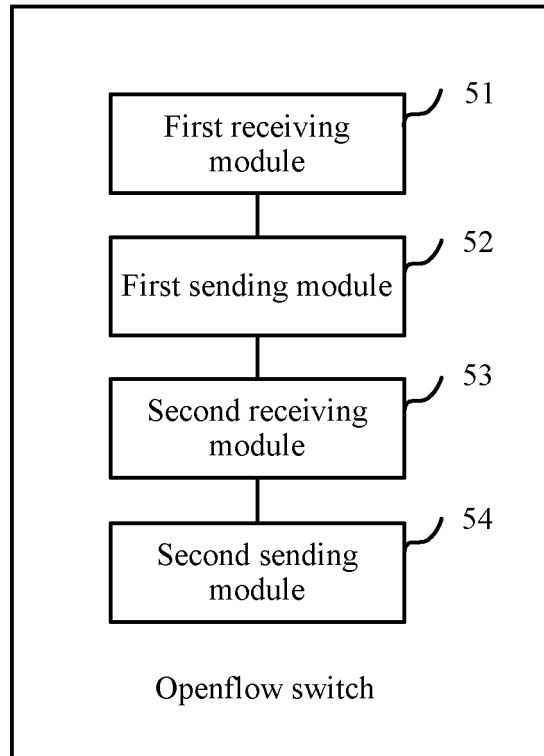 51
First receiving
module
52
First sending module
53
Second receiving
module
54
Second sending
module
Openflow switch